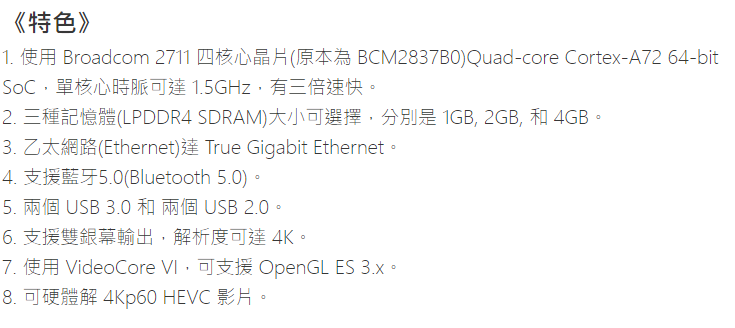 《特色》
1. 使用 Broadcom 2711 四核心晶片(原本為 BCM2837B0)Quad-core Cortex-A72 64-bit
SoC，單核心時脈可達 1.5GHz，有三倍速快。
2. 三種記憶體(LPDDR4 SDRAM)大小可選擇，分別是 1GB, 2GB, 和 4GB。
3. 乙太網路(Ethernet)達 True Gigabit Ethernet。
4. 支援藍牙5.0(Bluetooth 5.0)。
5. 兩個 USB 3.0 和 兩個 USB 2.0。
6. 支援雙銀幕輸出，解析度可達 4K。
7. 使用 VideoCore VI，可支援 OpenGL ES 3.x。
8. 可硬體解 4Kp60 HEVC 影片。